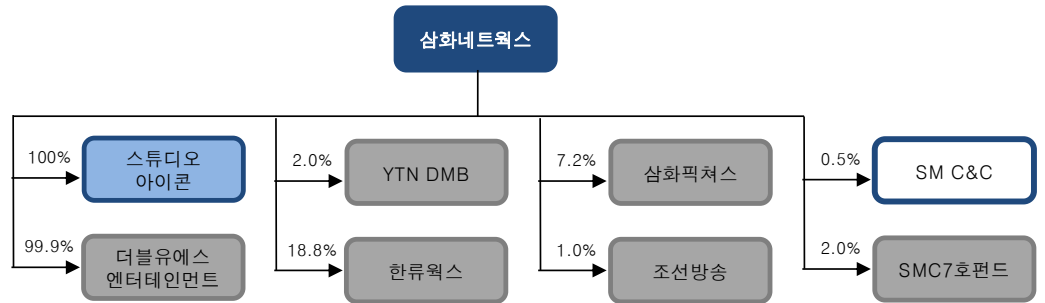 삼화네트웍스
100%
스튜디오
아이콘
2.0%
YTN DMB
7.2%
삼화픽쳐스
0.5%
SM C&C
99.9%
더블유에스
엔터테인먼트
18.8%
한류웍스
1.0%
조선방송
2.0%
SMC7호펀드